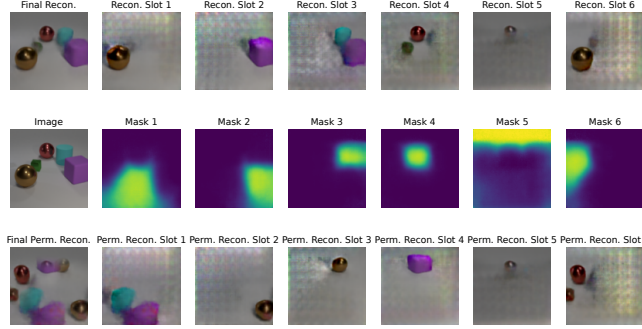 Final Recon. Recon. Slot 1 Recon. Slot 2 Recon. Slot 3 Recon. Slot 4 Recon. Slot 5 Recon. Slot 6
Image Mask 1 Mask 2 Mask 3 Mask 4 Mask 5 Mask 6
Final Perm. Recon. Perm. Recon. Slot 1 Perm. Recon. Slot 2 Perm. Recon. Slot 3 Perm. Recon. Slot 4 Perm. Recon. Slot 5 Perm. Recon. Slot